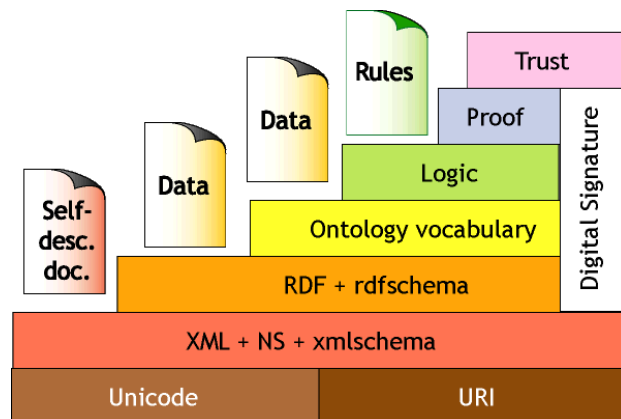 Trust
Rules
Proof
Data
Logic
Digital Signature
Data
Self-
desc.
doc.
Ontology vocabulary
RDF + rdfschema
XML + NS + xmlschema
Unicode
URI